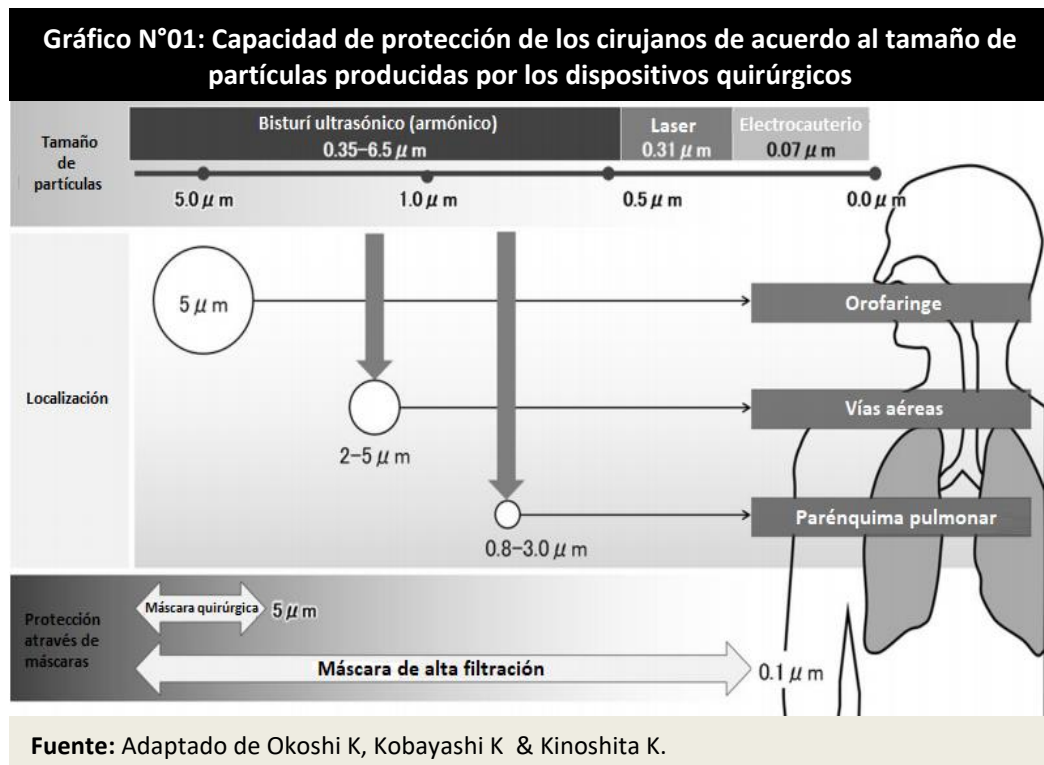 Gráfico N°01: Capacidad de protección de los cirujanos de acuerdo al tamaño de
partículas producidas por los dispositivos quirúrgicos
Tamaño
de
partículas
Bisturí ultrasónico (armónico)
0.35–6.5 μ m
Laser
0.31 μ m
Electrocauterio
0.07 μ m
5.0 μ m
1.0 μ m
0.5 μ m
0.0 μ m
Localización
5 μ m
Orofaringe
2–5 μ m
Vías aéreas
0.8–3.0 μ m
Parénquima pulmonar
Protección
através de
máscaras
Máscara quirúrgica
5 μ m
Máscara de alta filtración
0.1 μ m
Fuente: Adaptado de Okoshi K, Kobayashi K & Kinoshita K.